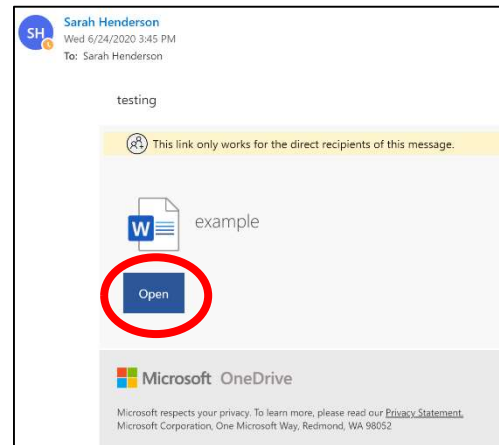 SH
Sarah Henderson
Wed 6/24/2020 3:45 PM
To: Sarah Henderson
testing
This link only works for the direct recipients of this message.
W
example
Open
Microsoft OneDrive
Microsoft respects your privacy. To learn more, please read our Privacy Statement.
Microsoft Corporation, One Microsoft Way, Redmond, WA 98052